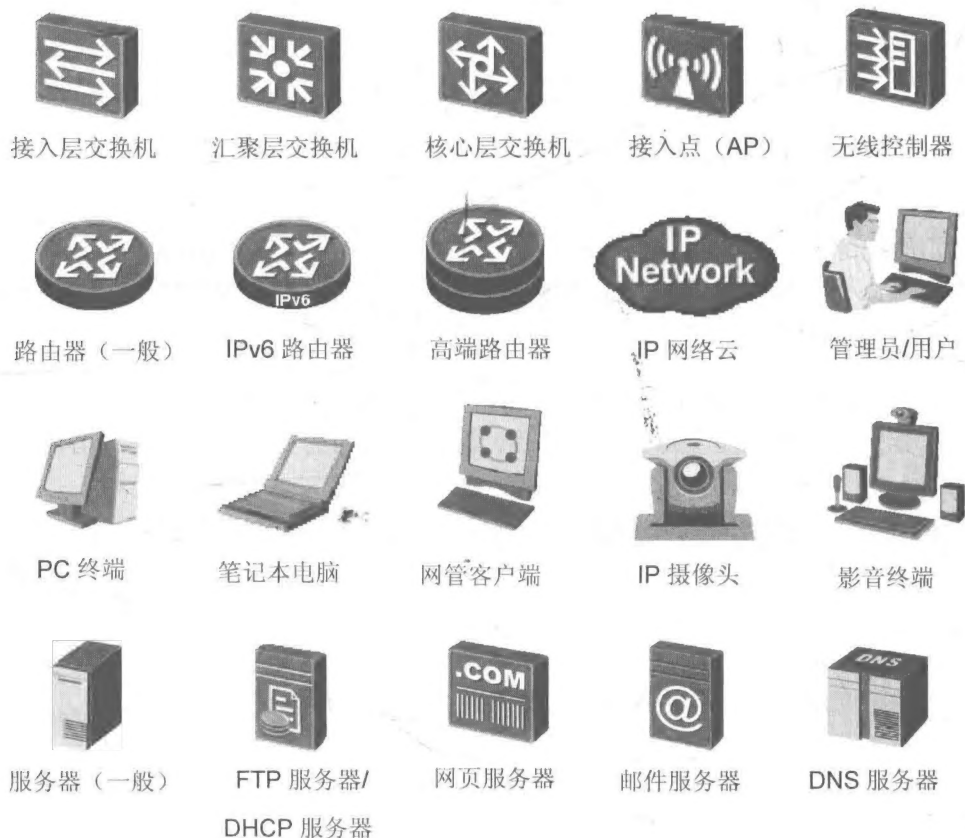 接入层交换机 汇聚层交换机 核心层交换机 接入点（AP） 无线控制器
IPv6
IP
Network
路由器（一般） IPv6 路由器 高端路由器 IP 网络云 管理员/用户
PC 终端 笔记本电脑 网管客户端 IP 摄像头 影音终端
.COM
@
DNS
服务器（一般） FTP 服务器/ 网页服务器 邮件服务器 DNS 服务器
DHCP 服务器